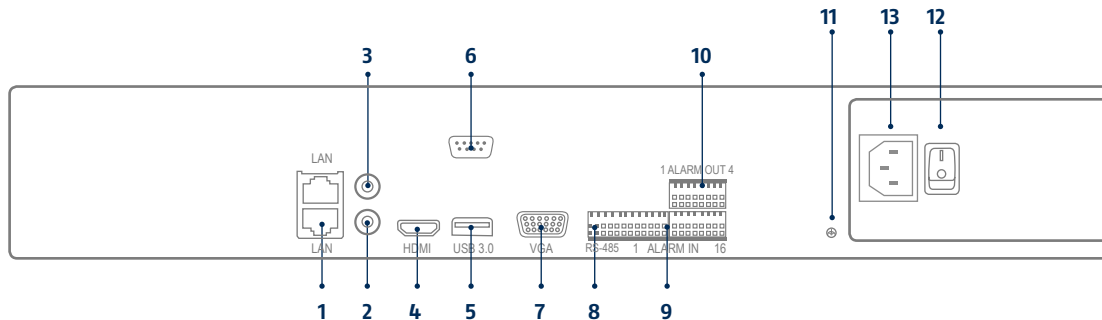 11 13 12
3 6 10
LAN
1 ALARM OUT 4
LAN HDMI USB 3.0 VGA RS-485 1 ALARM IN 16
1 2 4 5 7 8 9